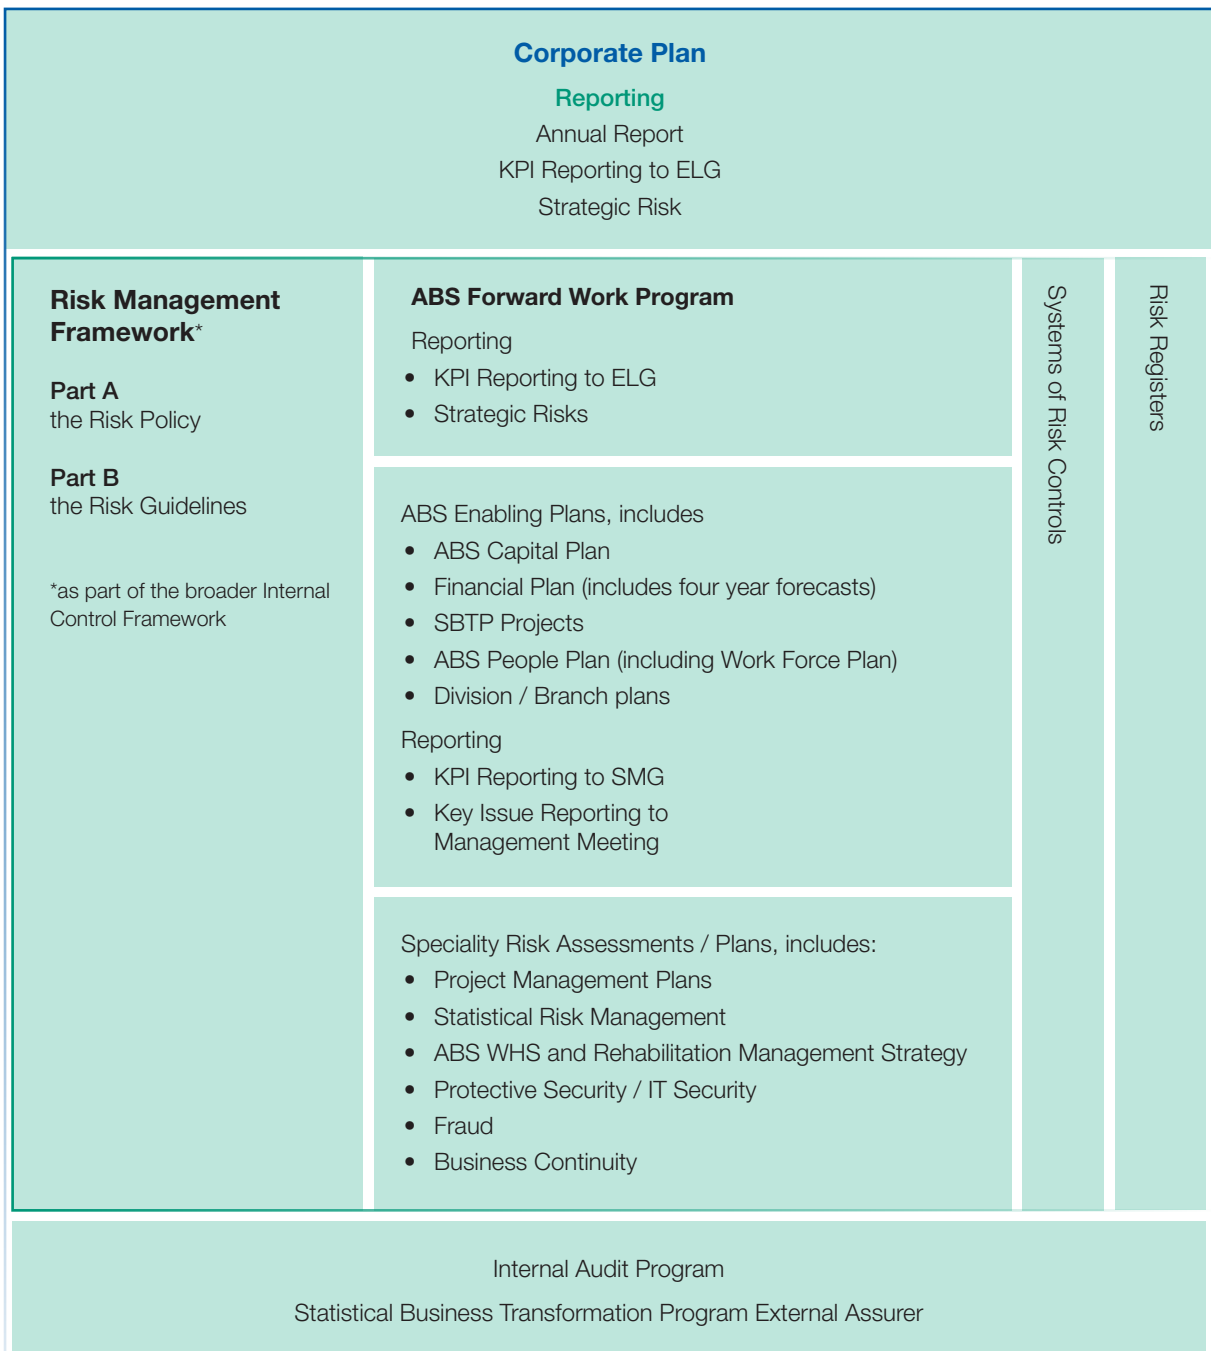 Corporate Plan
Reporting
Annual Report
KPI Reporting to ELG
Strategic Risk
Risk Management
Framework*
Part A
the Risk Policy
Part B
the Risk Guidelines
*as part of the broader Internal
Control Framework
ABS Forward Work Program
Reporting
• KPI Reporting to ELG
• Strategic Risks
ABS Enabling Plans, includes
• ABS Capital Plan
• Financial Plan (includes four year forecasts)
• SBTP Projects
• ABS People Plan (including Work Force Plan)
• Division / Branch plans
Reporting
• KPI Reporting to SMG
• Key Issue Reporting to
Management Meeting
Speciality Risk Assessments / Plans, includes:
• Project Management Plans
• Statistical Risk Management
• ABS WHS and Rehabilitation Management Strategy
• Protective Security / IT Security
• Fraud
• Business Continuity
Systems of Risk Controls
Risk Registers
Internal Audit Program
Statistical Business Transformation Program External Assurer